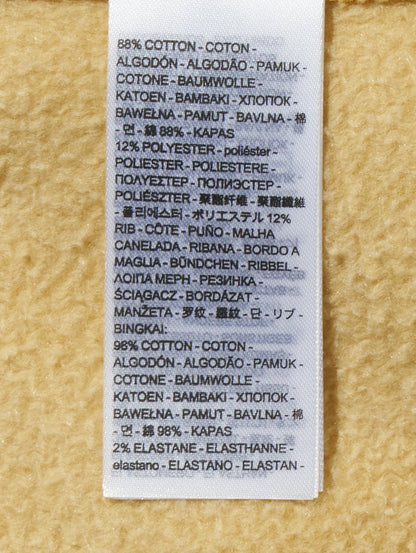 88% COTTON - COTON -
ALGODÓN - ALGODÃO - PAMUK -
COTONE - BAUMWOLLE -
KATOEN - BAMBAKI - ХЛОПОК -
BAWEŁNA - PAMUT - BAVLNA - 棉
- 면 - 綿 88% - KAPAS
12% POLYESTER - poliéster -
POLIESTER - POLIESTERE -
ΠΟΛΥΕΣΤΕΡ - ПОЛИЭСТЕР -
POLIÉSZTER - 聚酯纤维 - 聚酯纖維
- 폴리에스터 - ポリエステル 12%
RIB - CÔTE - PUÑO - MALHA
CANELADA - RIBANA - BORDO A
MAGLIA - BÜNDCHEN - RIBBEL -
ΛΟΙΠΑ ΜΕΡΗ - РЕЗИНКА -
ŚCIĄGACZ - BORDÁZAT -
MANŽETA - 罗纹 - 羅紋 - 단 - リブ -
BINGKAI:
98% COTTON - COTON -
ALGODÓN - ALGODÃO - PAMUK -
COTONE - BAUMWOLLE -
KATOEN - BAMBAKI - ХЛОПОК -
BAWEŁNA - PAMUT - BAVLNA - 棉
- 면 - 綿 98% - KAPAS
2% ELASTANE - ELASTHANNE -
elastano - ELASTANO - ELASTAN -